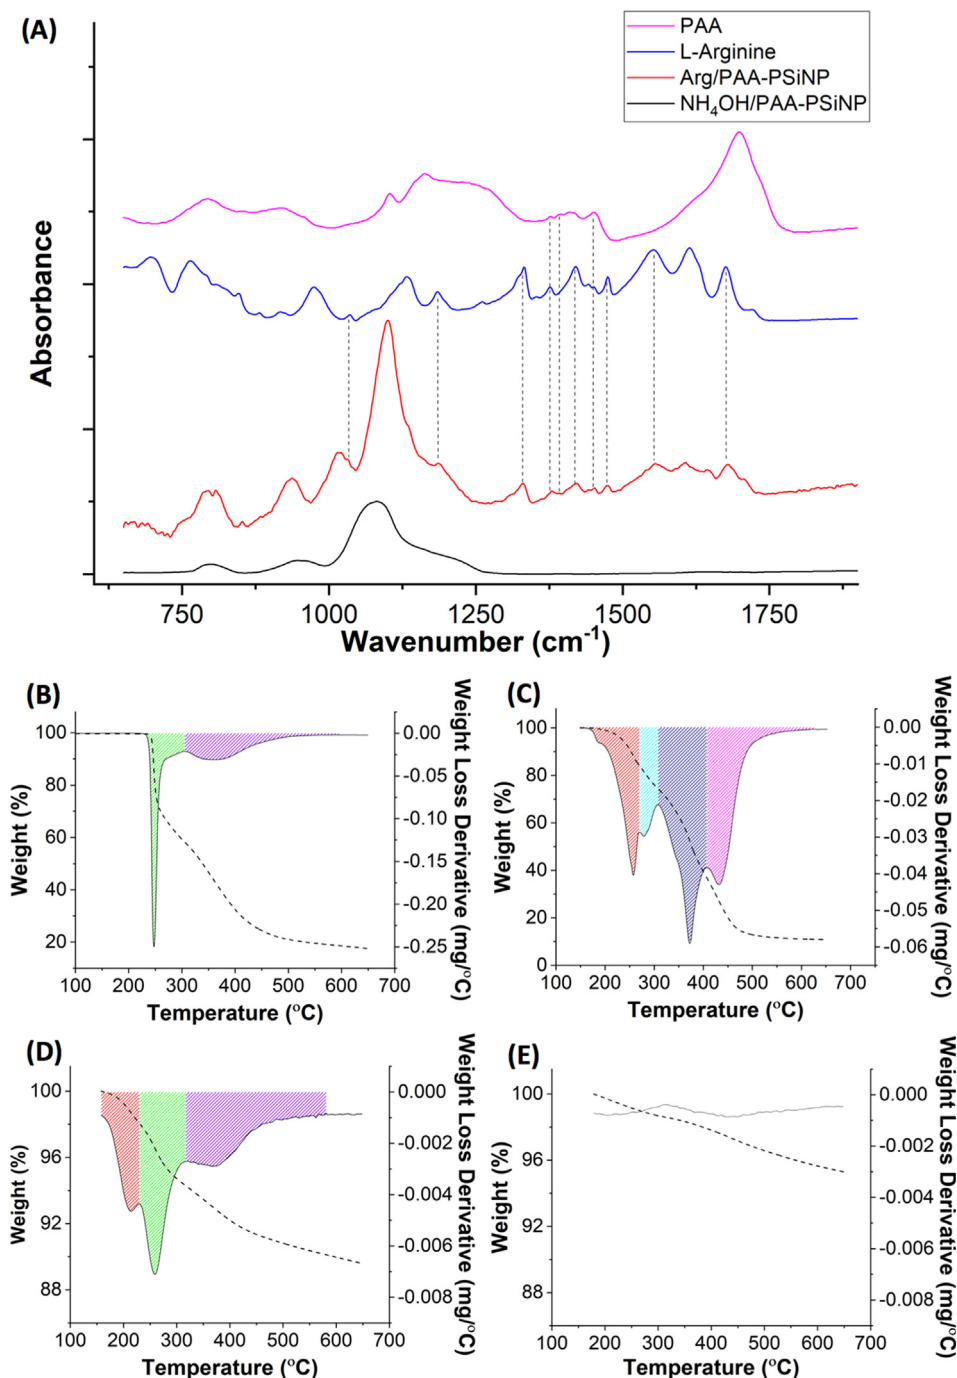 (A)
PAA
L-Arginine
Arg/PAA-PSiNP
NH₄OH/PAA-PSiNP
Absorbance
750 1000 1250 1500 1750
Wavenumber (cm⁻¹)
(B)
Weight (%)
100
80
60
40
20
100 200 300 400 500 600 700
Temperature (°C)
0.00
-0.05
-0.10
-0.15
-0.20
-0.25
Weight Loss Derivative (mg/°C)
(C)
Weight (%)
100
80
60
40
20
0
100 200 300 400 500 600 700
Temperature (°C)
0.00
-0.01
-0.02
-0.03
-0.04
-0.05
-0.06
Weight Loss Derivative (mg/°C)
(D)
Weight (%)
100
96
92
88
100 200 300 400 500 600 700
Temperature (°C)
0.000
-0.002
-0.004
-0.006
-0.008
Weight Loss Derivative (mg/°C)
(E)
Weight (%)
100
96
92
88
100 200 300 400 500 600 700
Temperature (°C)
0.000
-0.002
-0.004
-0.006
-0.008
Weight Loss Derivative (mg/°C)